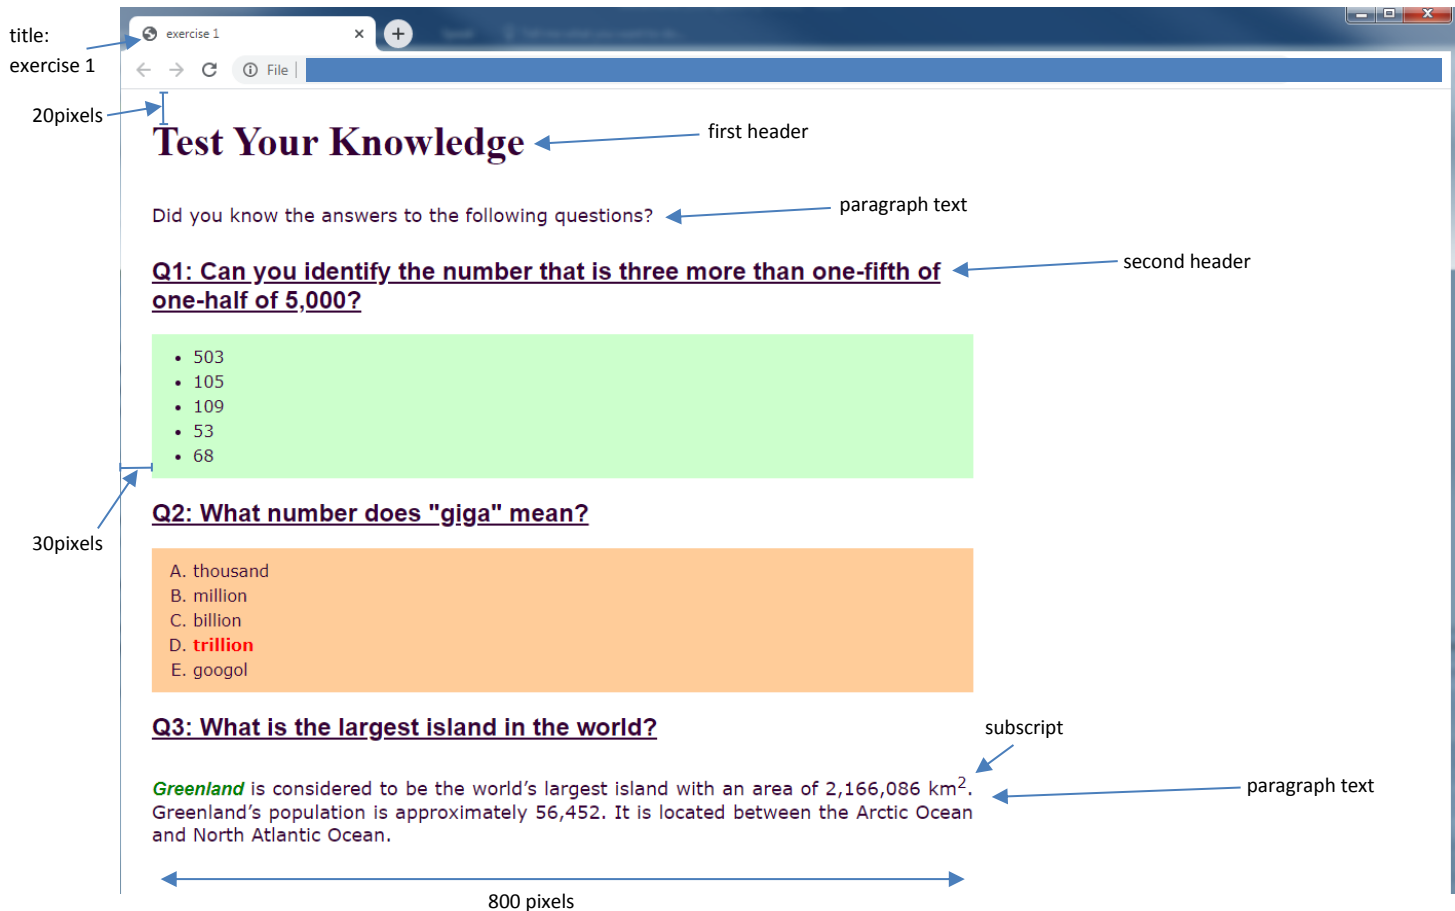 title:
exercise 1
exercise 1
File
20pixels
Test Your Knowledge
first header
Did you know the answers to the following questions?
paragraph text
Q1: Can you identify the number that is three more than one-fifth of
one-half of 5,000?
second header
• 503
• 105
• 109
• 53
• 68
30pixels
Q2: What number does "giga" mean?
A. thousand
B. million
C. billion
D. trillion
E. googol
Q3: What is the largest island in the world?
subscript
Greenland is considered to be the world’s largest island with an area of 2,166,086 km².
Greenland’s population is approximately 56,452. It is located between the Arctic Ocean
and North Atlantic Ocean.
paragraph text
800 pixels